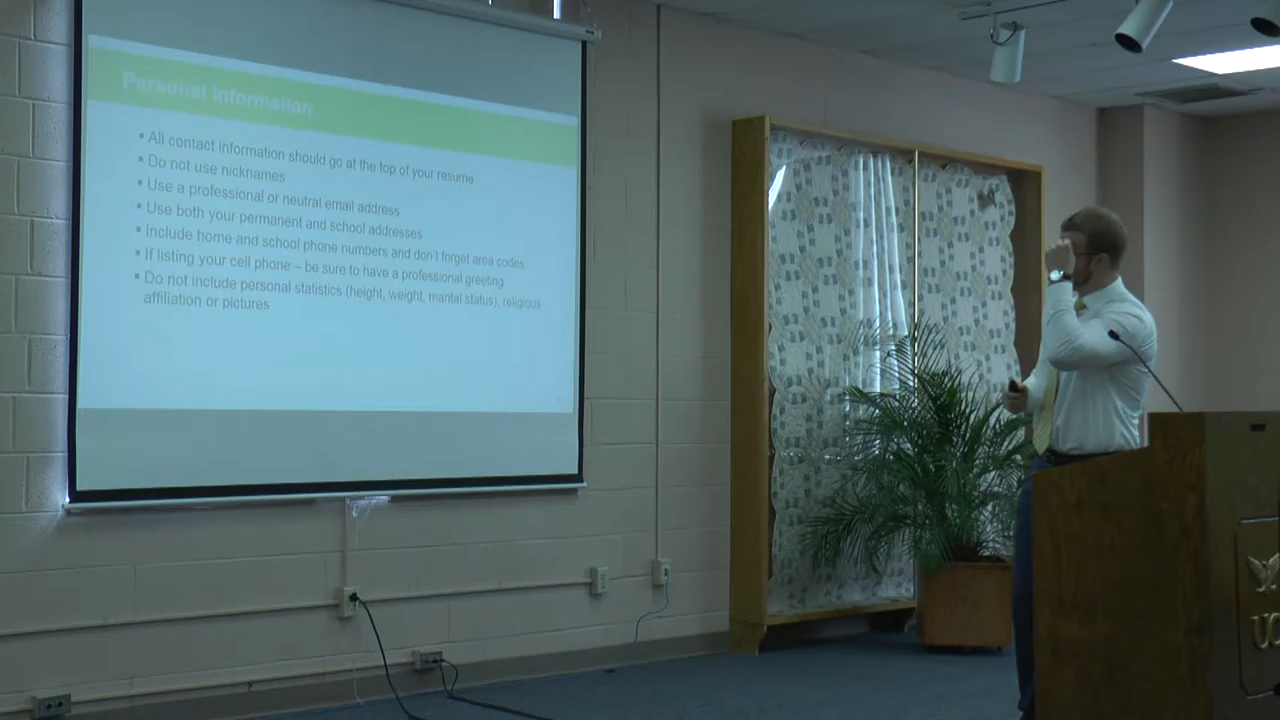 Personal Information
▪ All contact information should go at the top of your resume
▪ Do not use nicknames
▪ Use a professional or neutral email address
▪ Use both your permanent and school addresses
▪ Include home and school phone numbers and don't forget area codes.
▪ If listing your cell phone – be sure to have a professional greeting
▪ Do not include personal statistics (height, weight, marital status), religious
affiliation or pictures